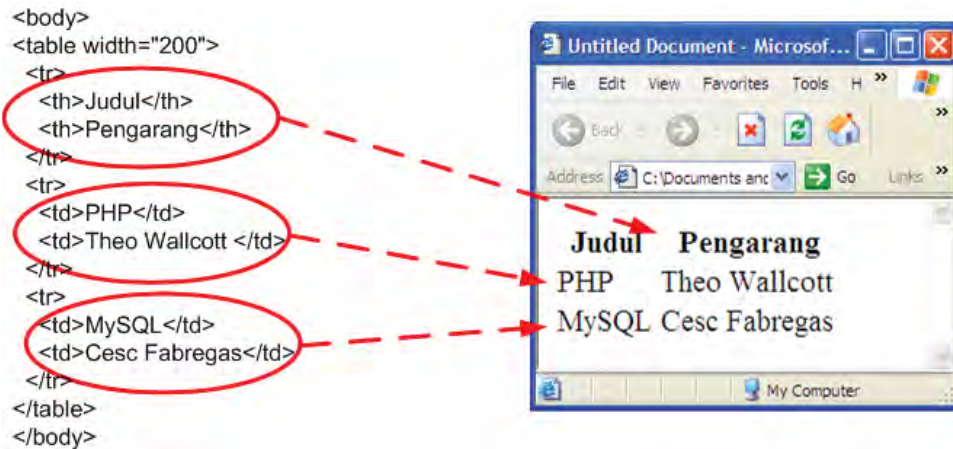 <body>
<table width="200">
<tr>
<th>Judul</th>
<th>Pengarang</th>
</tr>
<tr>
<td>PHP</td>
<td>Theo Wallcott </td>
</tr>
<tr>
<td>MySQL</td>
<td>Cesc Fabregas</td>
</tr>
</table>
</body>
Untitled Document - Microsof...
File Edit View Favorites Tools H »
Back »
Address C:\Documents anc Go Links »
Judul Pengarang
PHP Theo Wallcott
MySQL Cesc Fabregas
My Computer